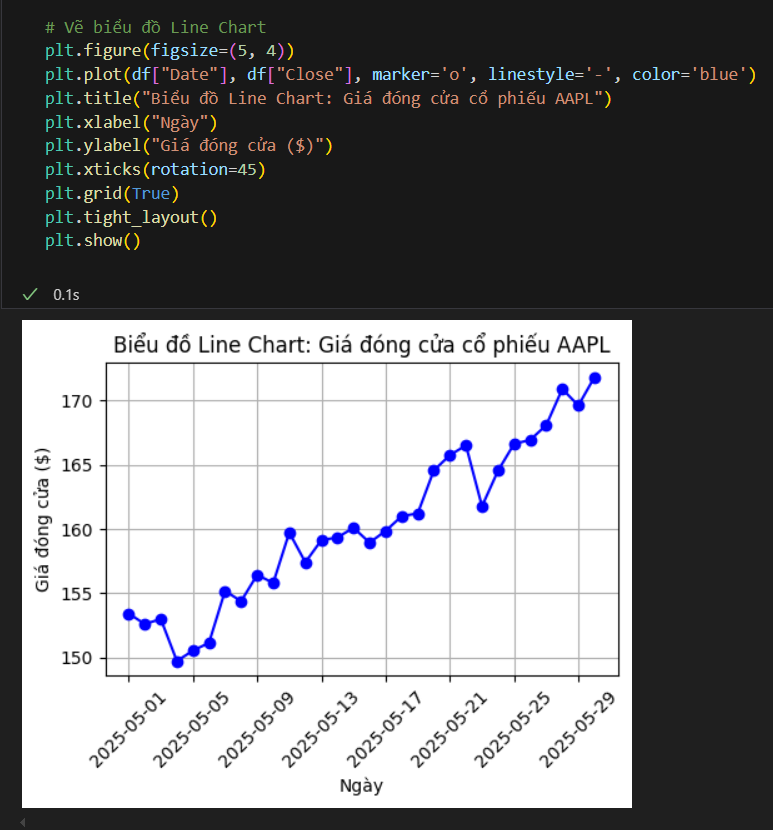 # Vẽ biểu đồ Line Chart
plt.figure(figsize=(5, 4))
plt.plot(df["Date"], df["Close"], marker='o', linestyle='-', color='blue')
plt.title("Biểu đồ Line Chart: Giá đóng cửa cổ phiếu AAPL")
plt.xlabel("Ngày")
plt.ylabel("Giá đóng cửa ($)")
plt.xticks(rotation=45)
plt.grid(True)
plt.tight_layout()
plt.show()
0.1s
Biểu đồ Line Chart: Giá đóng cửa cổ phiếu AAPL
Giá đóng cửa ($)
170
165
160
155
150
2025-05-01
2025-05-05
2025-05-09
2025-05-13
2025-05-17
2025-05-21
2025-05-25
2025-05-29
Ngày